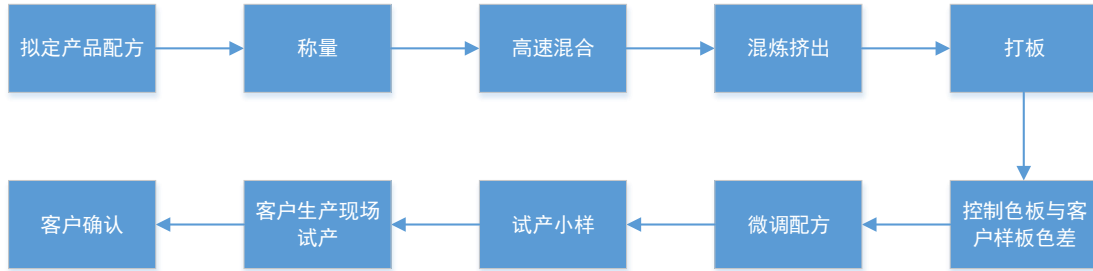 拟定产品配方
称量
高速混合
混炼挤出
打板
控制色板与客
户样板色差
微调配方
试产小样
客户生产现场
试产
客户确认